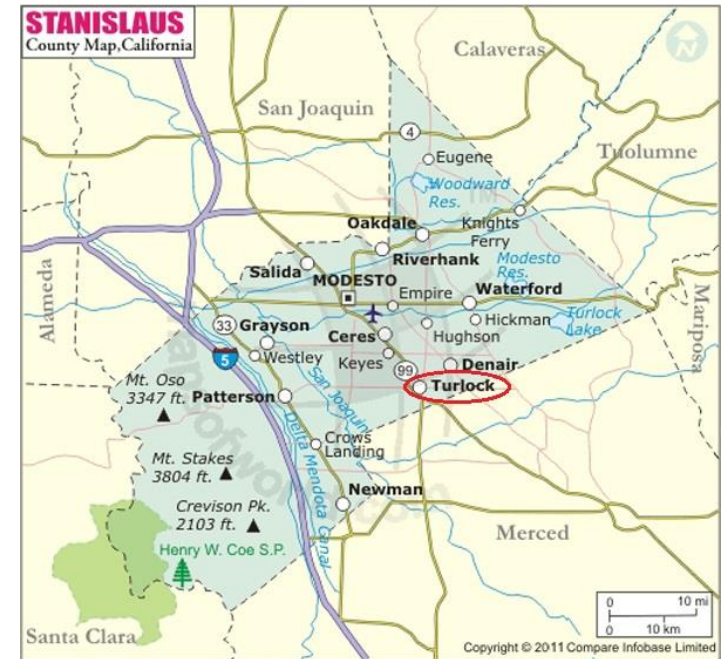 STANISLAUS
County Map,California
N
Calaveras
San Joaquin
4
Eugene
Tuolumne
Woodward
Res.
TM
Oakdale
Knights
Ferry
Riverhank
Salida
MODESTO
Modesto
Res.
Empire
Waterford
Alameda
Mariposa
33
Grayson
Ceres
Hickman
Turlock
Lake
Hughson
5
Westley
Keyes
Denair
99
Turlock
Mt. Oso
3347 ft.
Patterson
San Joaquin
Crows
Landing
Delta Mendota Canal
Mt. Stakes
3804 ft.
Newman
Crevison Pk.
2103 ft.
Merced
Henry W. Coe S.P.
Santa Clara
0 10 mi
0 10 km
Copyright © 2011 Compare Infobase Limited